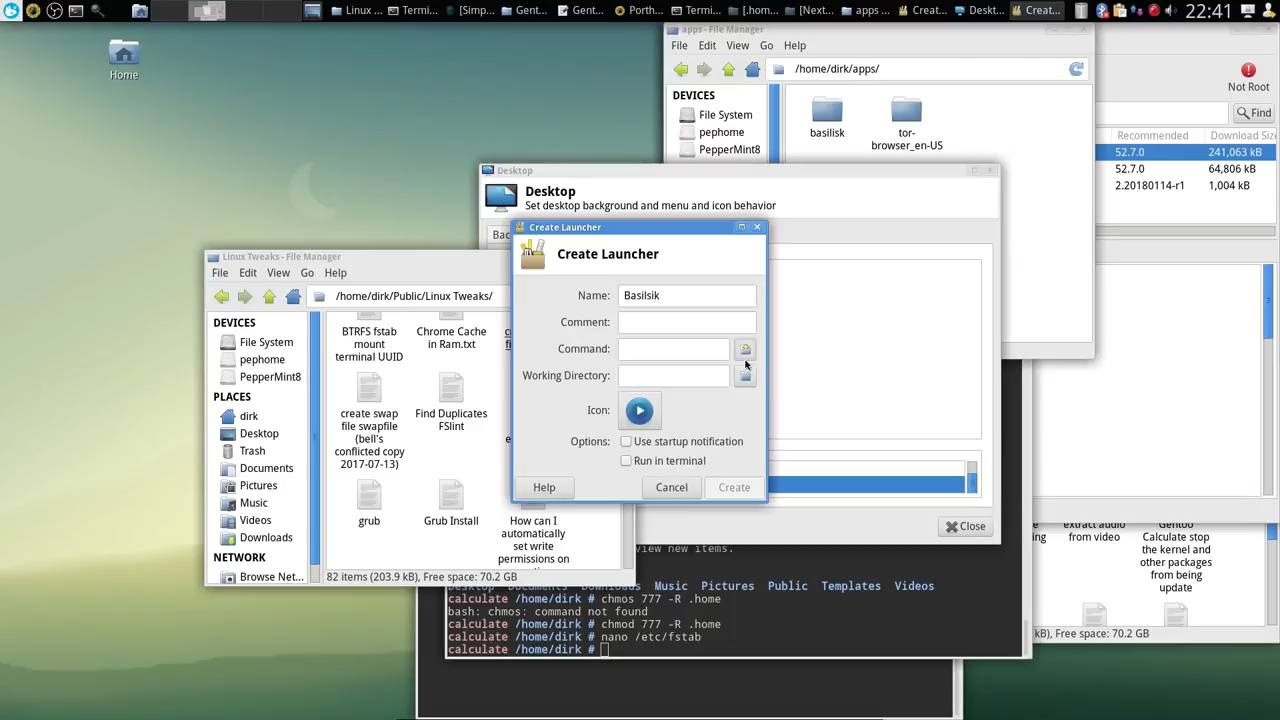 Linux ...
Termi...
[Simp...
Gent...
Gent...
Porth...
Termi...
[.hom...
[Next...
apps ...
Creat...
Deskt...
Creat...
22:41
Home
apps - File Manager
File Edit View Go Help
/home/dirk/apps/
DEVICES
File System
pephome
PepperMint8
basilisk
tor-
browser_en-US
Not Root
Find
Recommended Download Size
52.7.0 241,063 kB
52.7.0 64,806 kB
2.20180114-r1 1,004 kB
Desktop
Desktop
Set desktop background and menu and icon behavior
Close
Create Launcher
Create Launcher
Name: Basilsik
Comment:
Command:
Working Directory:
Icon:
Options: Use startup notification
Run in terminal
Help Cancel Create
Linux Tweaks - File Manager
File Edit View Go Help
/home/dirk/Public/Linux Tweaks/
DEVICES
File System
pephome
PepperMint8
PLACES
dirk
Desktop
Trash
Documents
Pictures
Music
Videos
Downloads
NETWORK
Browse Net...
BTRFS fstab
mount
terminal UUID
Chrome Cache
in Ram.txt
create swap
file swapfile
(bell's
conflicted copy
2017-07-13)
Find Duplicates
FSlint
grub
Grub Install
How can I
automatically
set write
permissions on
82 items (203.9 kB), Free space: 70.2 GB
view new items.
Desktop Documents Downloads Music Pictures Public Templates Videos
calculate /home/dirk # chmos 777 -R .home
bash: chmos: command not found
calculate /home/dirk # chmod 777 -R .home
calculate /home/dirk # nano /etc/fstab
calculate /home/dirk #
extract audio
from video
Gentoo
Calculate stop
the kernel and
other packages
from being
update
kB), Free space: 70.2 GB